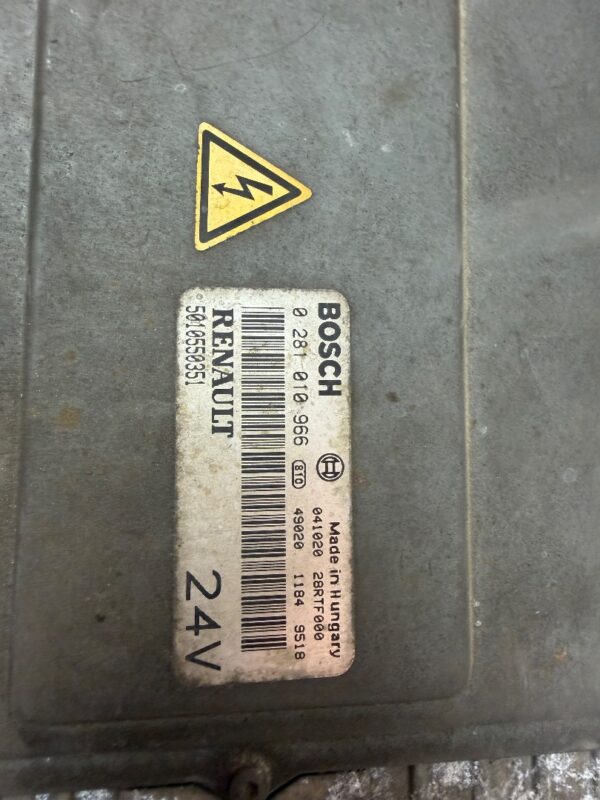 BOSCH
Made in Hungary
0 281 010 966
810
041020 28RTF000
49020 1184 9518
RENAULT
5010550351
24V